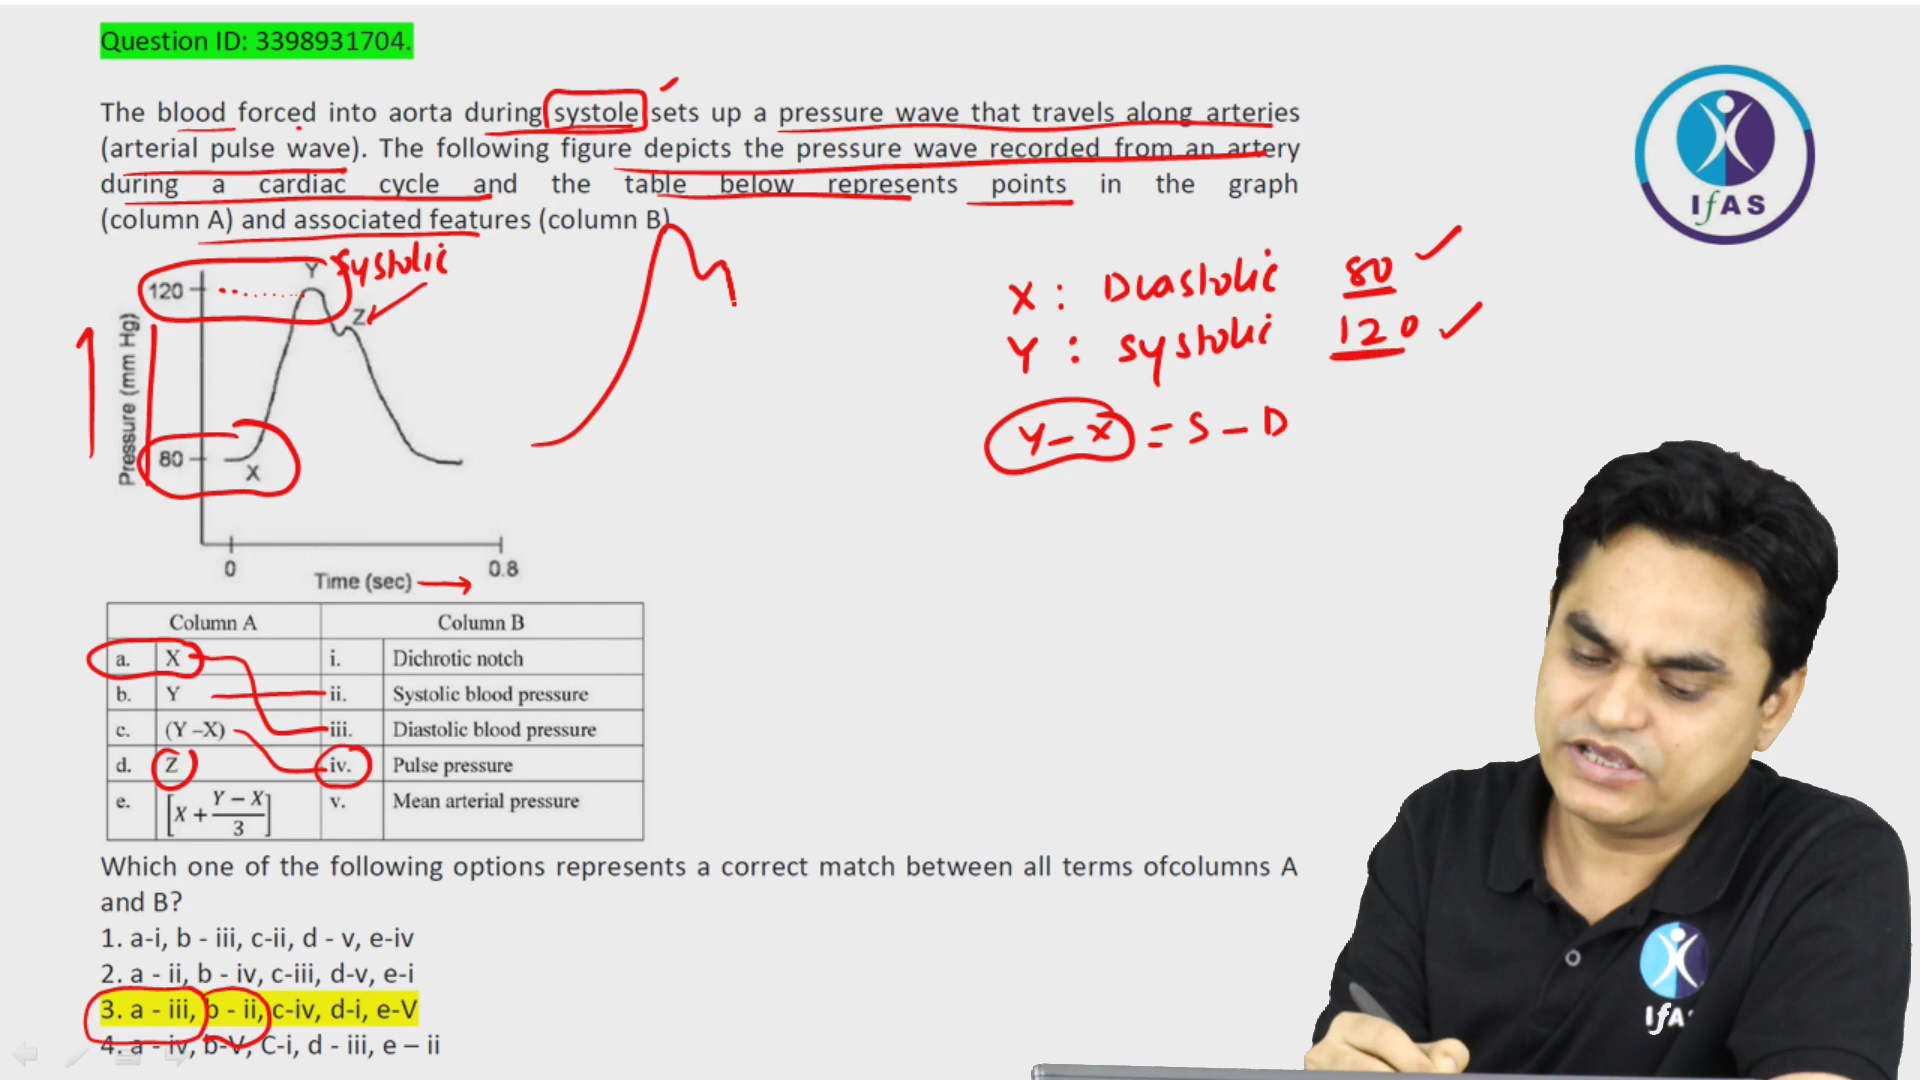 Question ID: 3398931704.
The blood forced into aorta during systole sets up a pressure wave that travels along arteries
(arterial pulse wave). The following figure depicts the pressure wave recorded from an artery
during a cardiac cycle and the table below represents points in the graph
(column A) and associated features (column B)
IfAS
Y systolic
120
Z
Pressure (mm Hg)
80
X
0
Time (sec)
0.8
X : Diastolic 80
Y : systolic 120
Y - X = S - D
Column A Column B
a. X i. Dichrotic notch
b. Y ii. Systolic blood pressure
c. (Y –X) iii. Diastolic blood pressure
d. Z iv. Pulse pressure
e. [X + Y − X / 3] v. Mean arterial pressure
Which one of the following options represents a correct match between all terms ofcolumns A
and B?
1. a-i, b - iii, c-ii, d - v, e-iv
2. a - ii, b - iv, c-iii, d-v, e-i
3. a - iii, b - ii, c-iv, d-i, e-V
4. a - iv, b-V, C-i, d - iii, e – ii
IfA